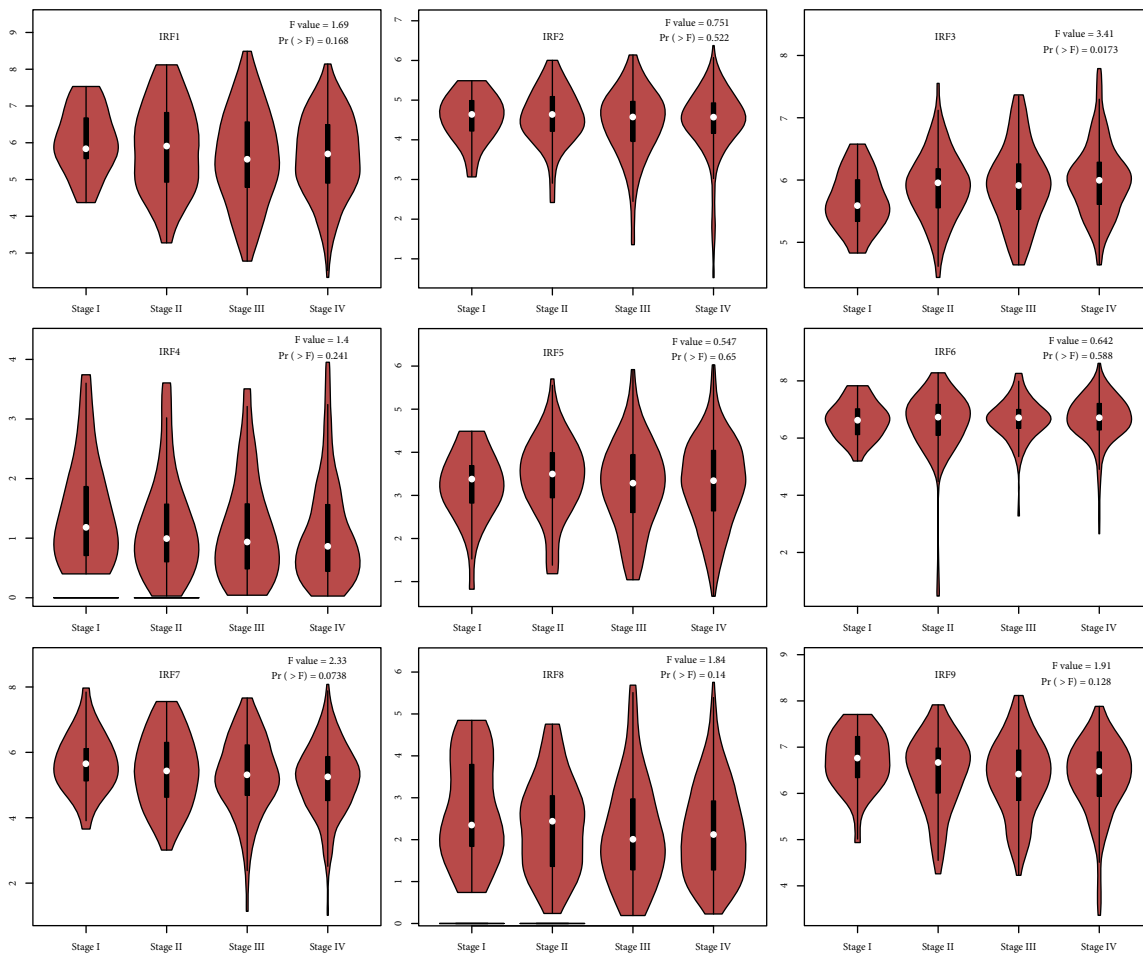 IRF1
F value = 1.69
Pr ( > F) = 0.168
9
8
7
6
5
4
3
Stage I Stage II Stage III Stage IV
IRF2
F value = 0.751
Pr ( > F) = 0.522
7
6
5
4
3
2
1
Stage I Stage II Stage III Stage IV
IRF3
F value = 3.41
Pr ( > F) = 0.0173
8
7
6
5
Stage I Stage II Stage III Stage IV
IRF4
F value = 1.4
Pr ( > F) = 0.241
4
3
2
1
0
Stage I Stage II Stage III Stage IV
IRF5
F value = 0.547
Pr ( > F) = 0.65
6
5
4
3
2
1
Stage I Stage II Stage III Stage IV
IRF6
F value = 0.642
Pr ( > F) = 0.588
8
6
4
2
Stage I Stage II Stage III Stage IV
IRF7
F value = 2.33
Pr ( > F) = 0.0738
8
6
4
2
Stage I Stage II Stage III Stage IV
IRF8
F value = 1.84
Pr ( > F) = 0.14
6
5
4
3
2
1
0
Stage I Stage II Stage III Stage IV
IRF9
F value = 1.91
Pr ( > F) = 0.128
9
8
7
6
5
4
Stage I Stage II Stage III Stage IV